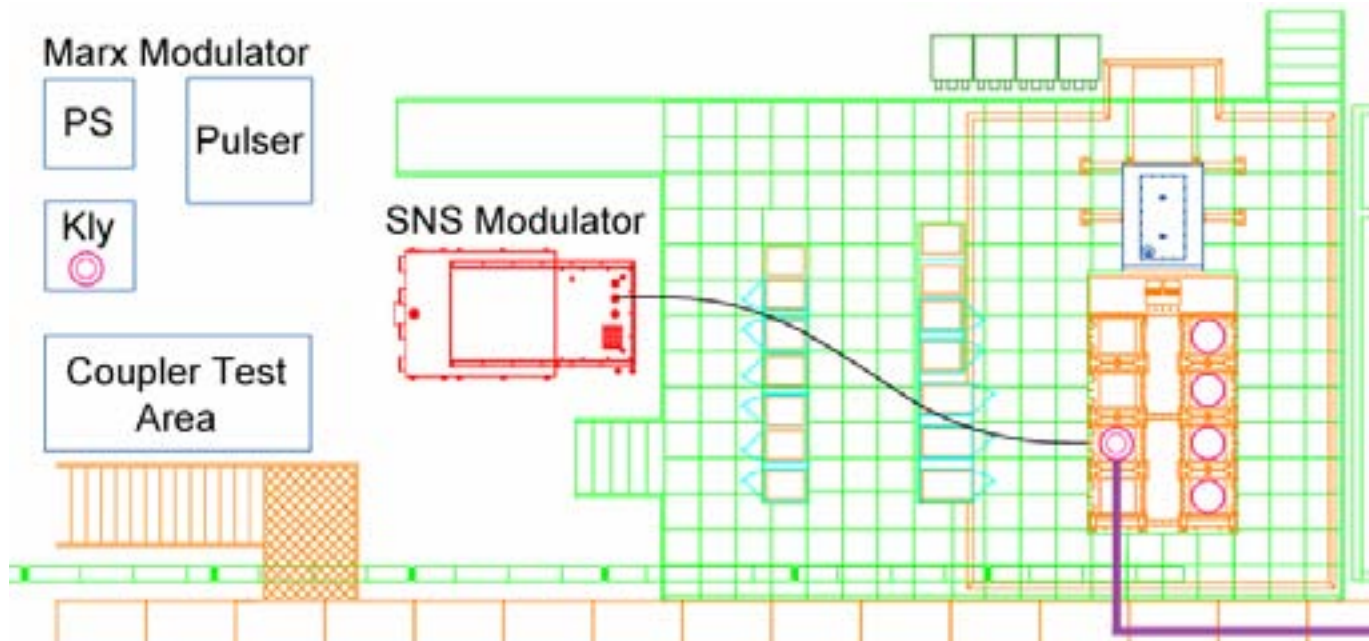 Marx Modulator
PS
Pulser
Kly
SNS Modulator
Coupler Test
Area